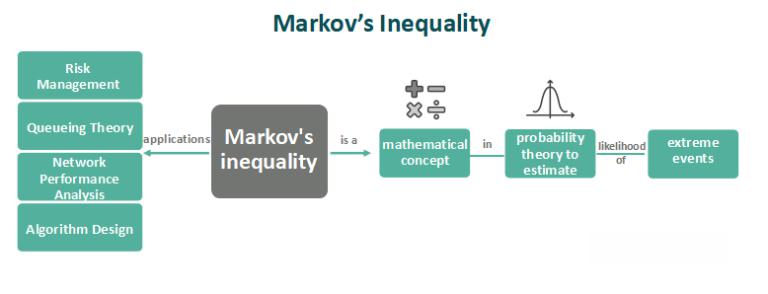 Markov's Inequality
Risk
Management
Queueing Theory
Network
Performance
Analysis
Algorithm Design
applications
Markov's
inequality
is a
mathematical
concept
in
probability
theory to
estimate
likelihood
of
extreme
events